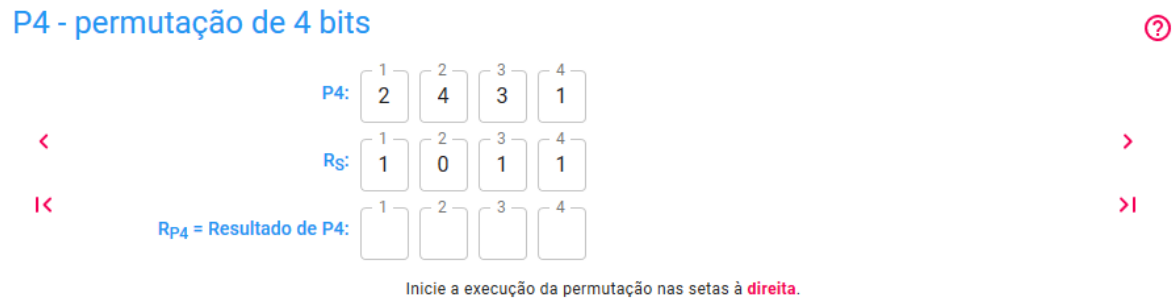 P4 - permutação de 4 bits
1 2 3 4
P4: 2 4 3 1
1 2 3 4
RS: 1 0 1 1
1 2 3 4
RP4 = Resultado de P4:
Inicie a execução da permutação nas setas à direita.